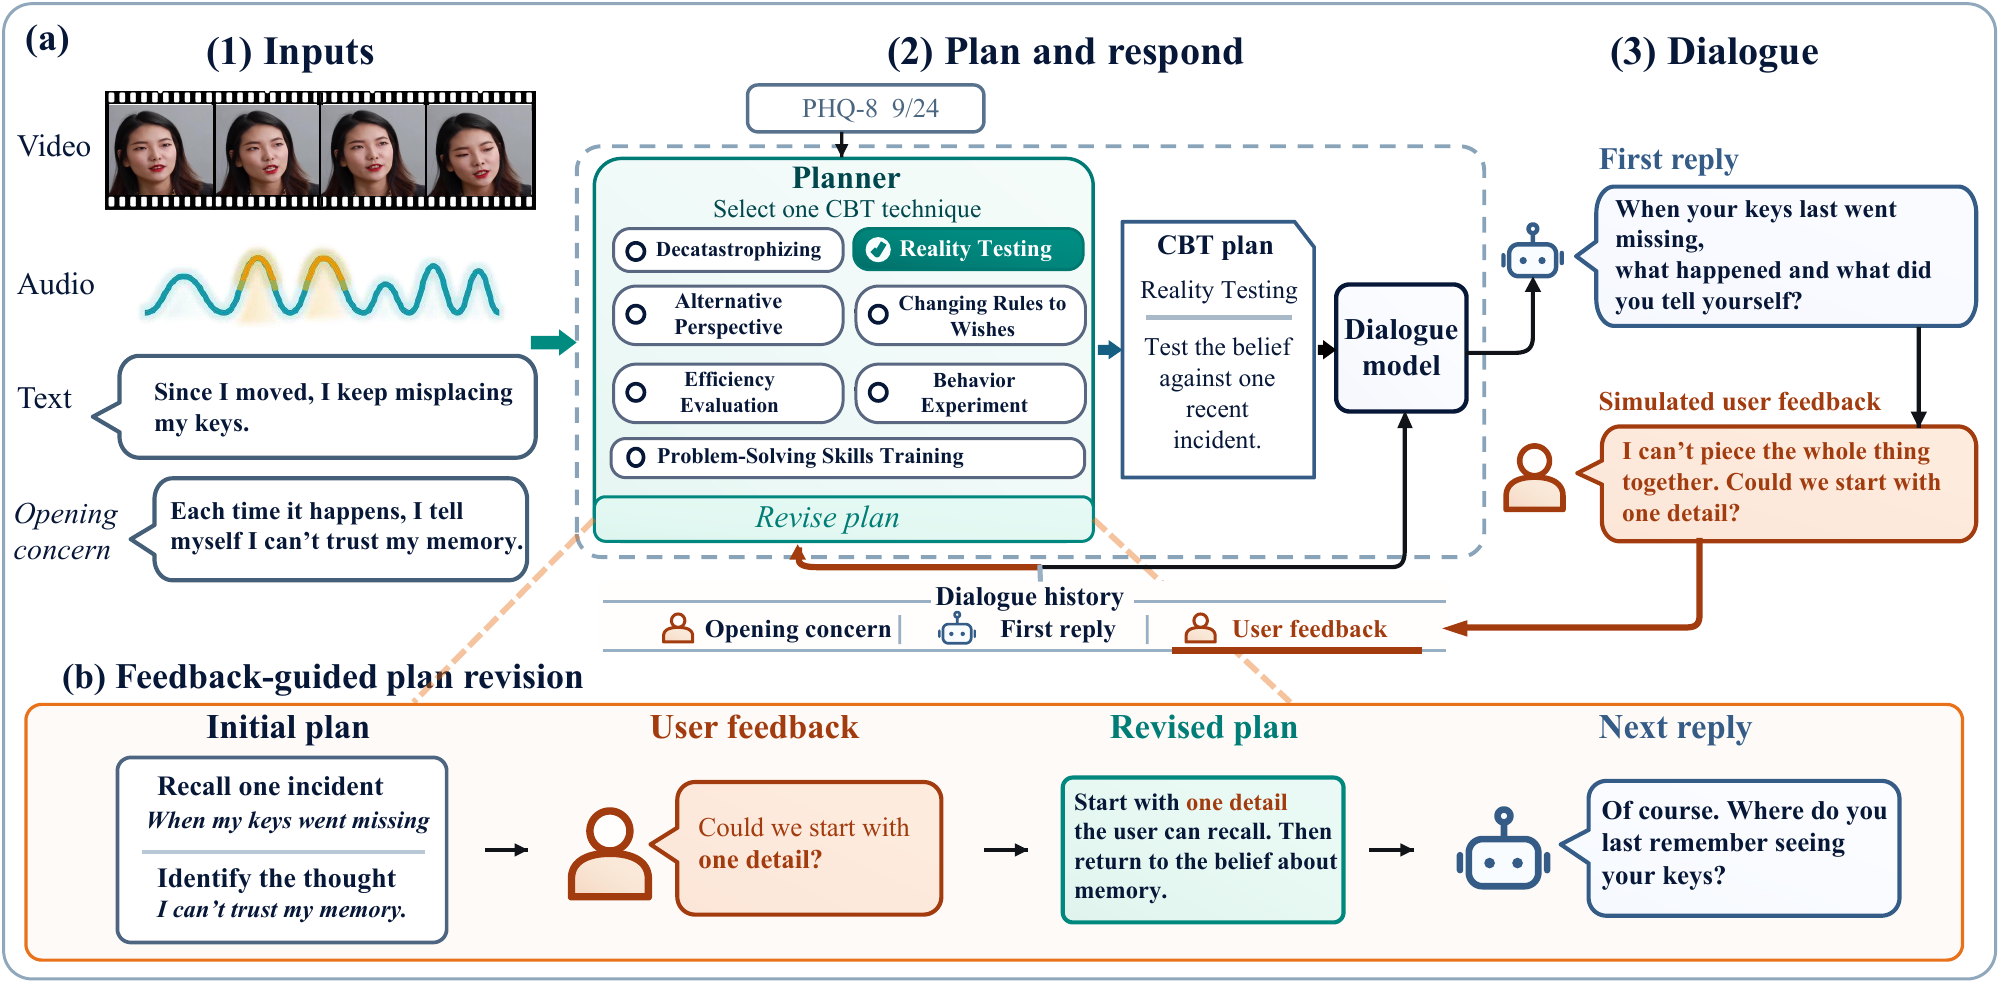 (a)
(1) Inputs
Video
Audio
Text
Since I moved, I keep misplacing
my keys.
Opening
concern
Each time it happens, I tell
myself I can't trust my memory.
(2) Plan and respond
PHQ-8 9/24
Planner
Select one CBT technique
Decatastrophizing
Reality Testing
Alternative
Perspective
Changing Rules to
Wishes
Efficiency
Evaluation
Behavior
Experiment
Problem-Solving Skills Training
Revise plan
CBT plan
Reality Testing
Test the belief
against one
recent
incident.
Dialogue
model
(3) Dialogue
First reply
When your keys last went
missing,
what happened and what did
you tell yourself?
Simulated user feedback
I can't piece the whole thing
together. Could we start with
one detail?
Dialogue history
Opening concern
First reply
User feedback
(b) Feedback-guided plan revision
Initial plan
Recall one incident
When my keys went missing
Identify the thought
I can't trust my memory.
User feedback
Could we start with
one detail?
Revised plan
Start with one detail
the user can recall. Then
return to the belief about
memory.
Next reply
Of course. Where do you
last remember seeing
your keys?